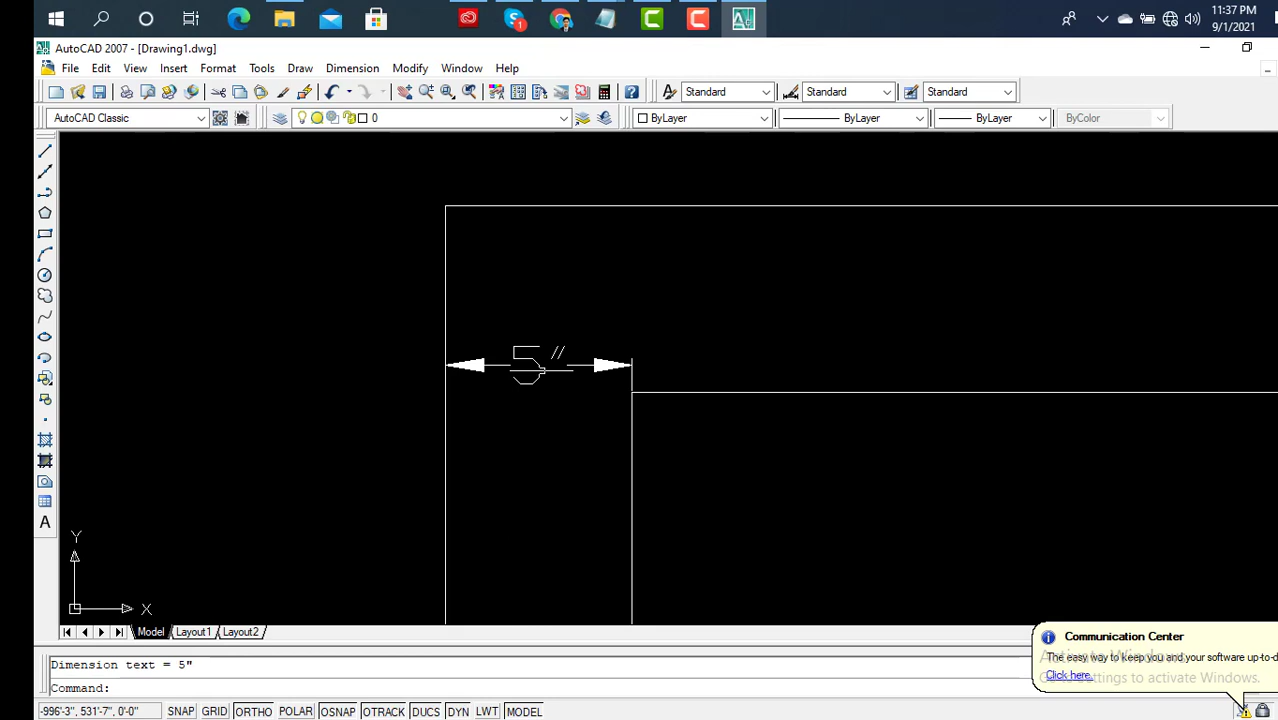 11:37 PM
9/1/2021
AutoCAD 2007 - [Drawing1.dwg]
File Edit View Insert Format Tools Draw Dimension Modify Window Help
Standard Standard Standard
AutoCAD Classic 0 ByLayer ByLayer ByLayer ByColor
5"
Y
X
Model Layout1 Layout2
Communication Center
The easy way to keep you and your software up-to-d
Click here.
Activate Windows
Go to Settings to activate Windows.
Dimension text = 5"
Command:
-996'-3", 531'-7", 0'-0" SNAP GRID ORTHO POLAR OSNAP OTRACK DUCS DYN LWT MODEL